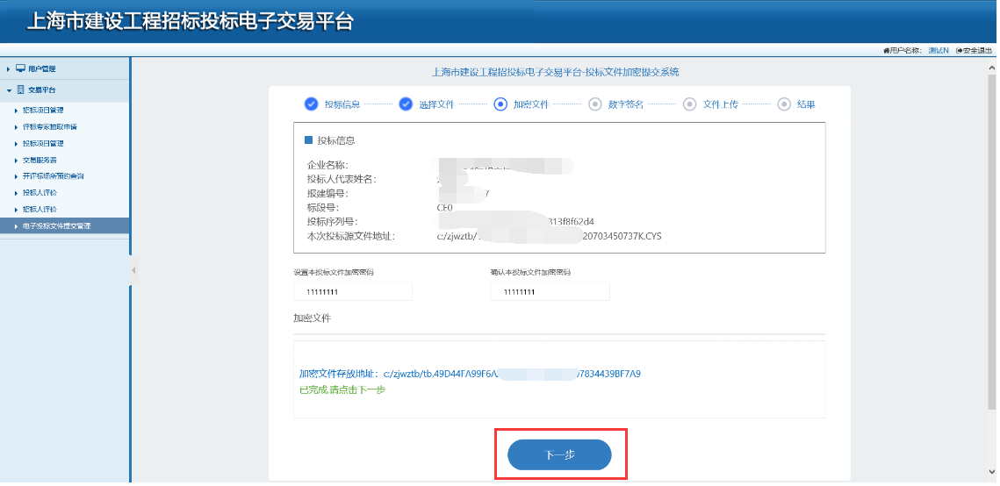 上海市建设工程招标投标电子交易平台
用户名称: 测试N 安全退出
用户管理
交易平台
招标项目管理
评标专家抽取申请
投标项目管理
交易服务费
开评标场所预约查询
投标人评价
招标人评价
电子投标文件提交管理
上海市建设工程招投标电子交易平台-投标文件加密提交系统
投标信息 选择文件 加密文件 数字签名 文件上传 结果
投标信息
企业名称:
投标人代表姓名:
报建编号: 7
标段号: CE0
投标序列号: 313f8f62d4
本次投标源文件地址: c:/zjwztb/ 20703450737K.CYS
设置本投标文件加密密码 确认本投标文件加密密码
11111111 11111111
加密文件
加密文件存放地址: c:/zjwztb/tb.49D44FA99F6A 07834439BF7A9
已完成,请点击下一步
下一步